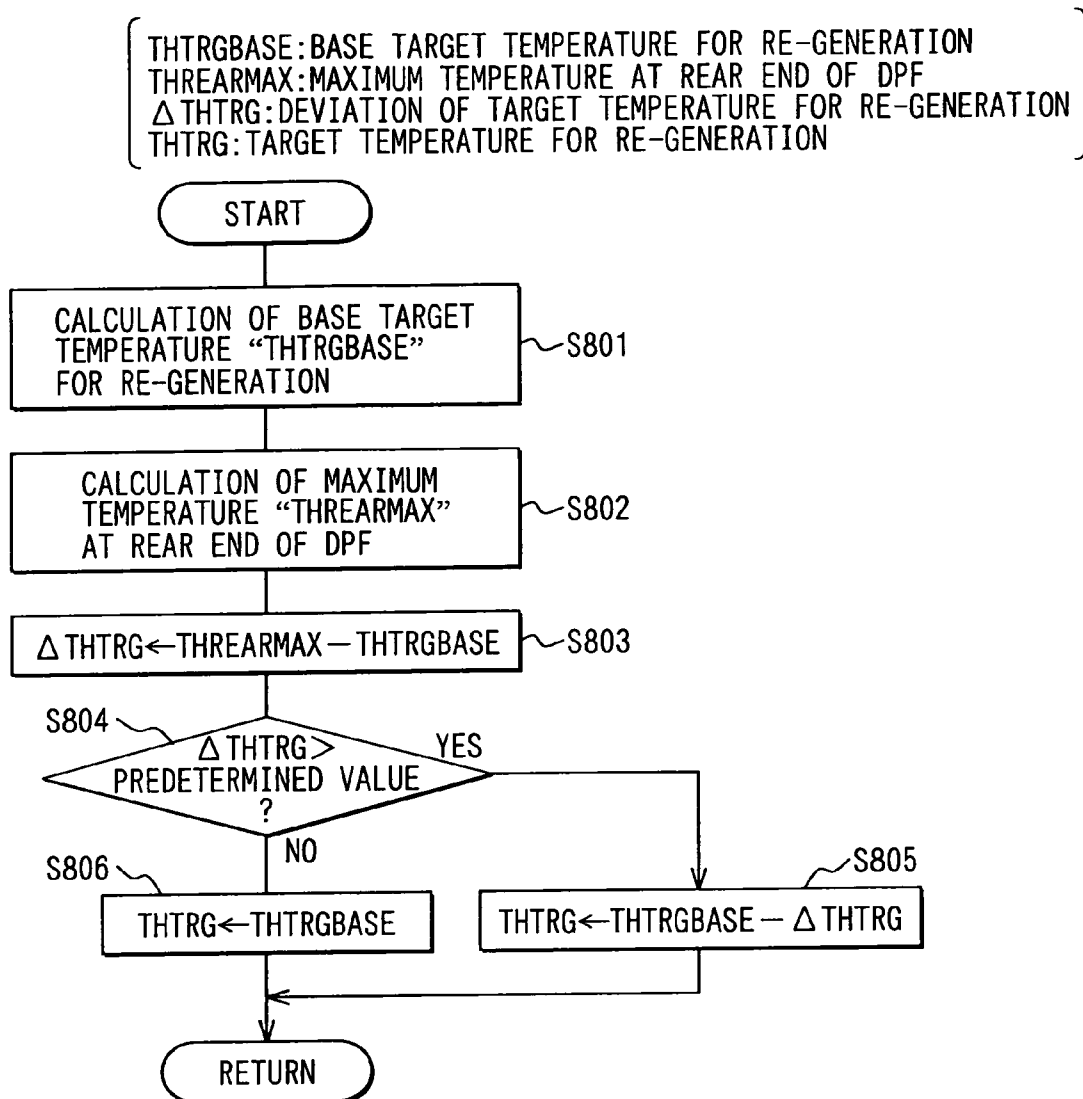 THTRGBASE:BASE TARGET TEMPERATURE FOR RE-GENERATION
THREARMAX:MAXIMUM TEMPERATURE AT REAR END OF DPF
ΔTHTRG:DEVIATION OF TARGET TEMPERATURE FOR RE-GENERATION
THTRG:TARGET TEMPERATURE FOR RE-GENERATION
START
CALCULATION OF BASE TARGET
TEMPERATURE “THTRGBASE”
FOR RE-GENERATION
S801
CALCULATION OF MAXIMUM
TEMPERATURE “THREARMAX”
AT REAR END OF DPF
S802
ΔTHTRG←THREARMAX−THTRGBASE
S803
S804
ΔTHTRG>
PREDETERMINED VALUE
?
YES
NO
S806
THTRG←THTRGBASE
S805
THTRG←THTRGBASE−ΔTHTRG
RETURN